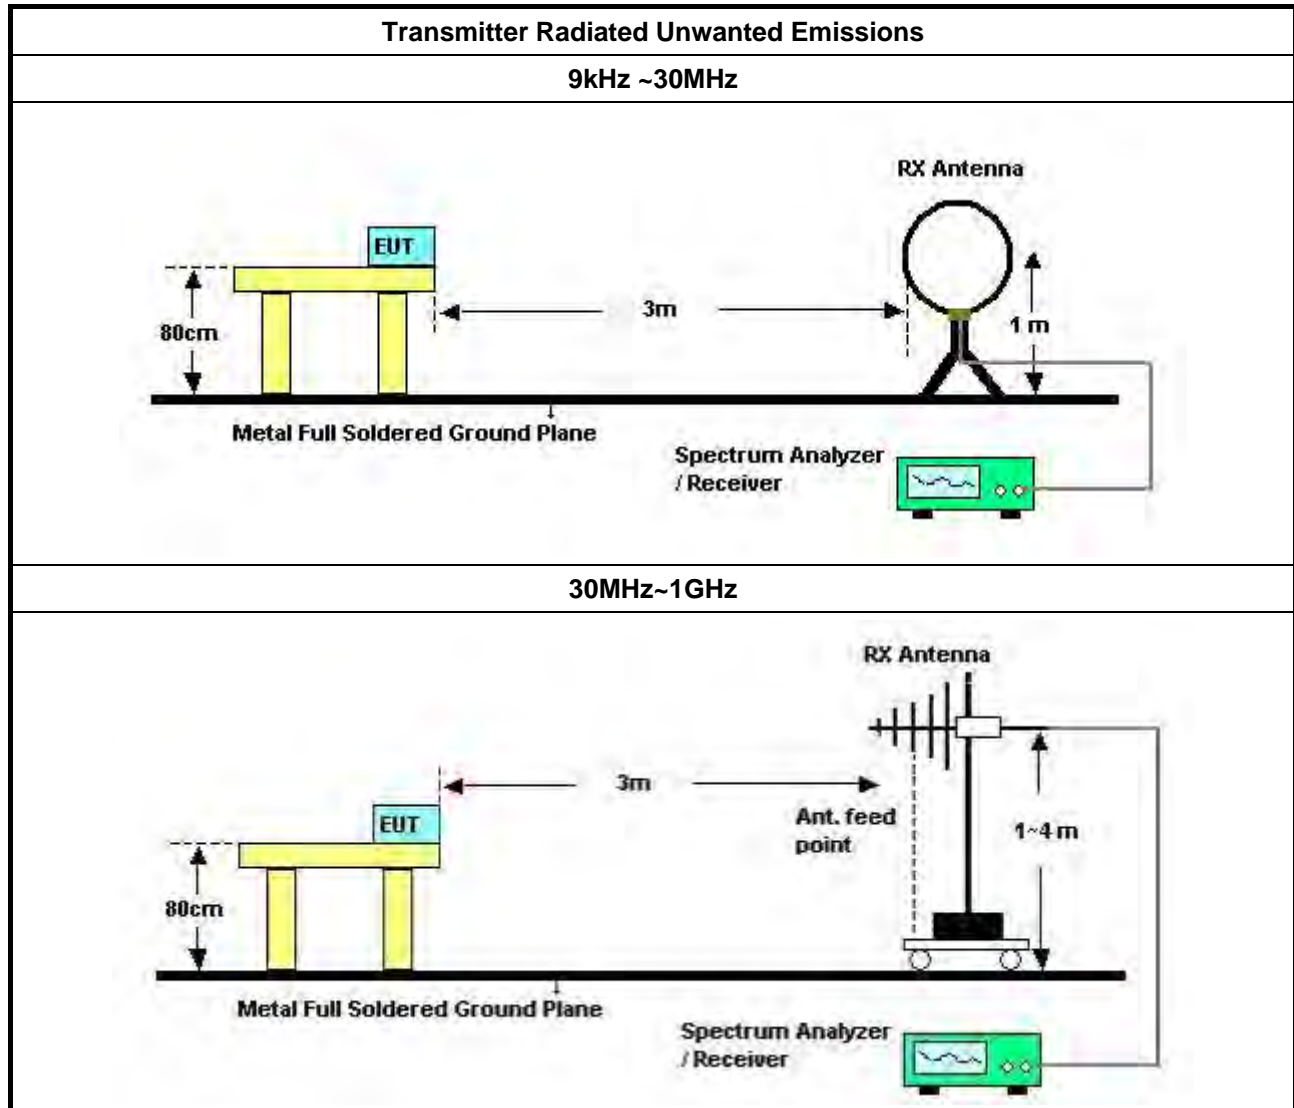 Transmitter Radiated Unwanted Emissions
9kHz ~30MHz
RX Antenna
EUT
80cm
3m
1 m
Metal Full Soldered Ground Plane
Spectrum Analyzer
/ Receiver
30MHz~1GHz
RX Antenna
3m
EUT
Ant. feed
point
1~4 m
80cm
Metal Full Soldered Ground Plane
Spectrum Analyzer
/ Receiver